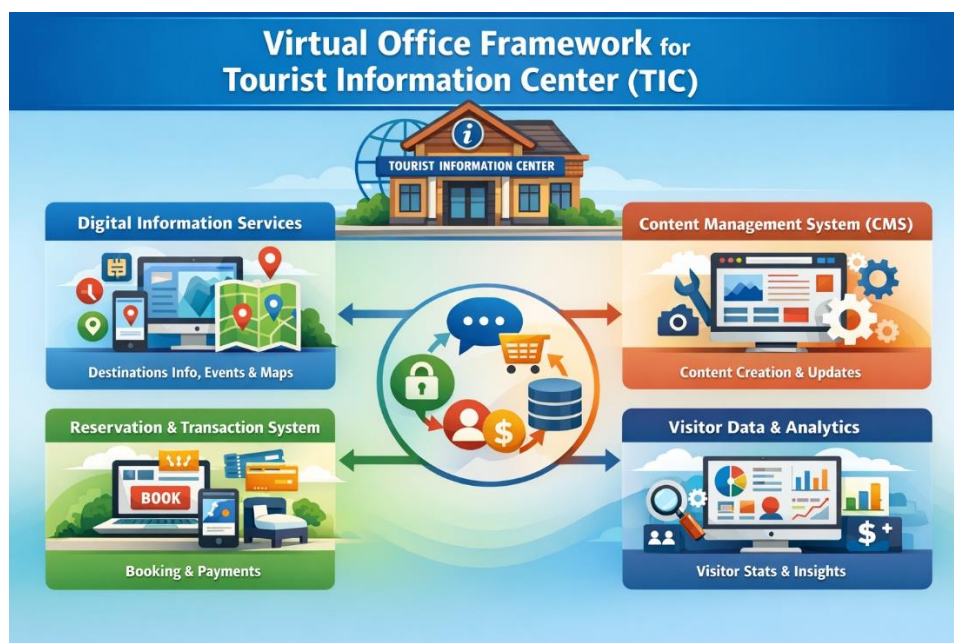 Virtual Office Framework for
Tourist Information Center (TIC)
i
TOURIST INFORMATION CENTER
Digital Information Services
Destinations Info, Events & Maps
Content Management System (CMS)
Content Creation & Updates
Reservation & Transaction System
BOOK
Booking & Payments
$
Visitor Data & Analytics
$+
Visitor Stats & Insights